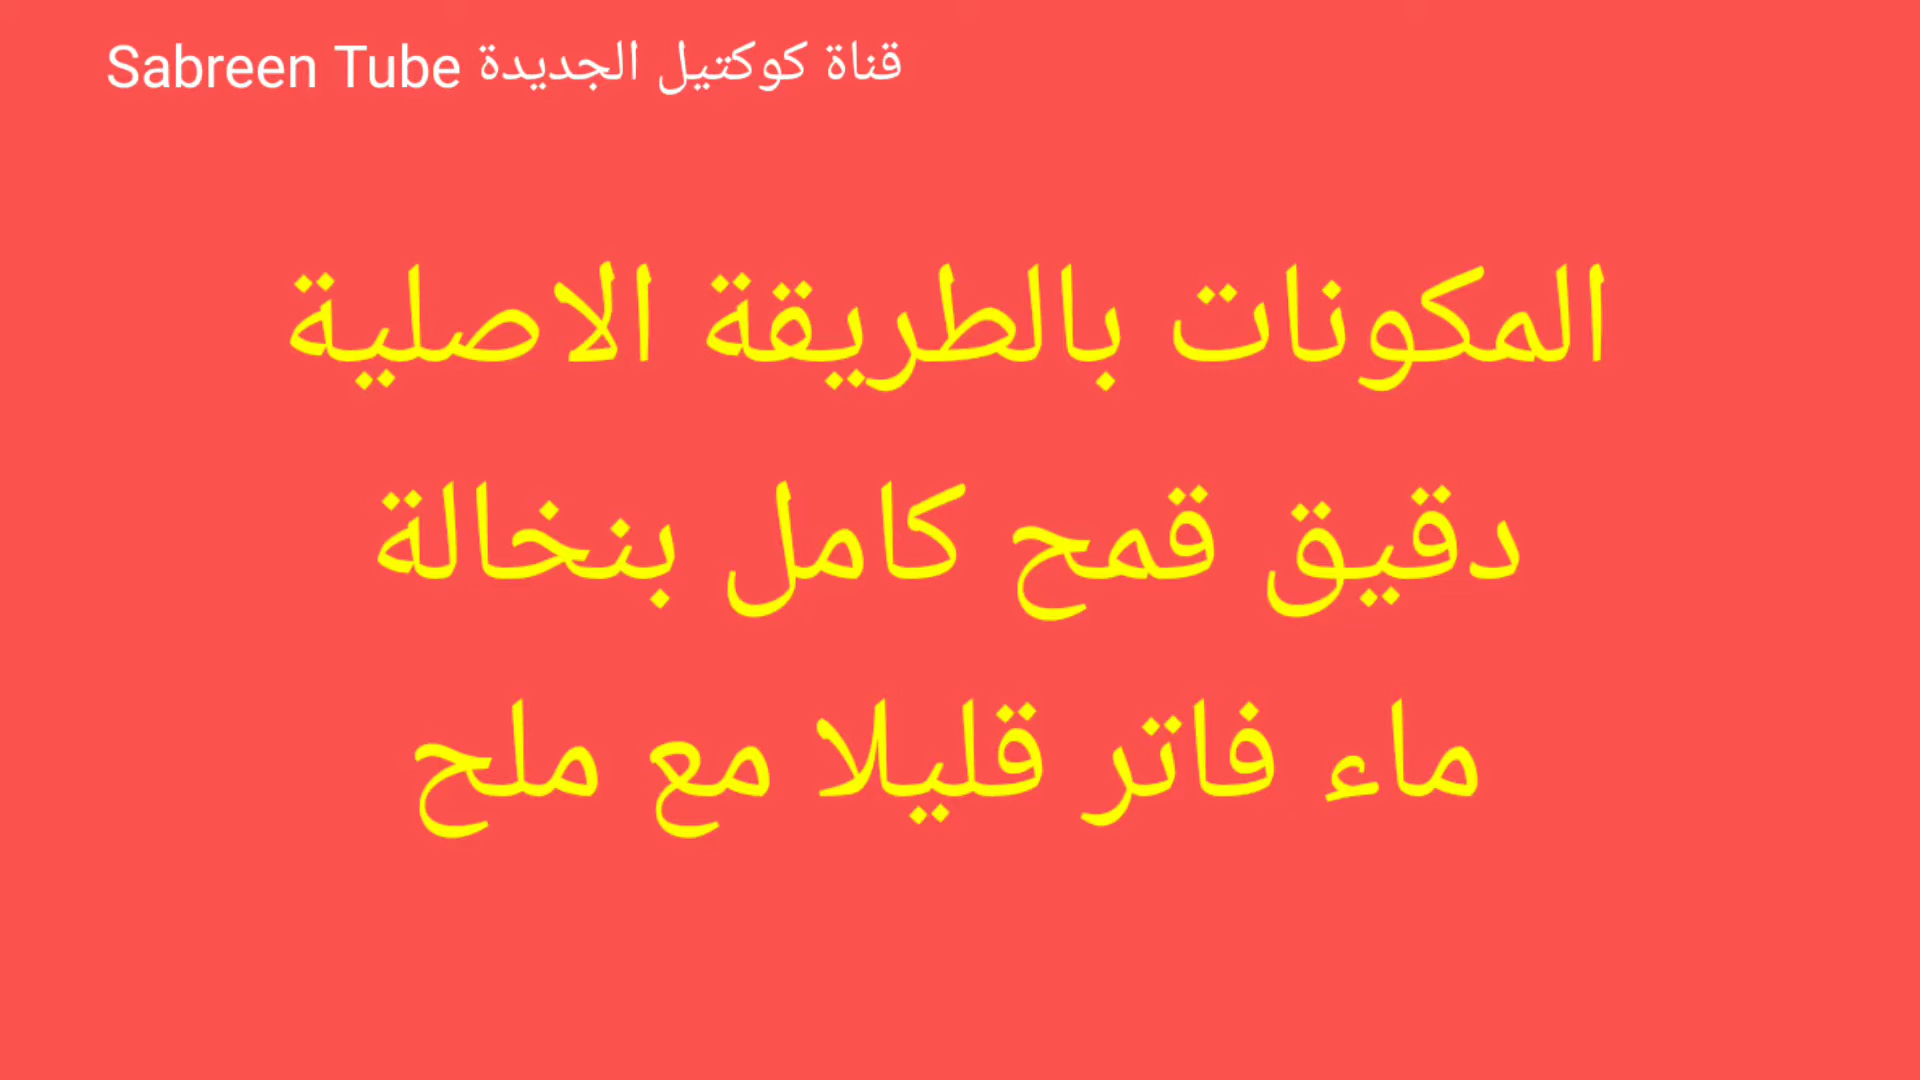 قناة كوكتيل الجديدة Sabreen Tube
المكونات بالطريقة الاصلية
دقيق قمح كامل بنخالة
ماء فاتر قليلا مع ملح